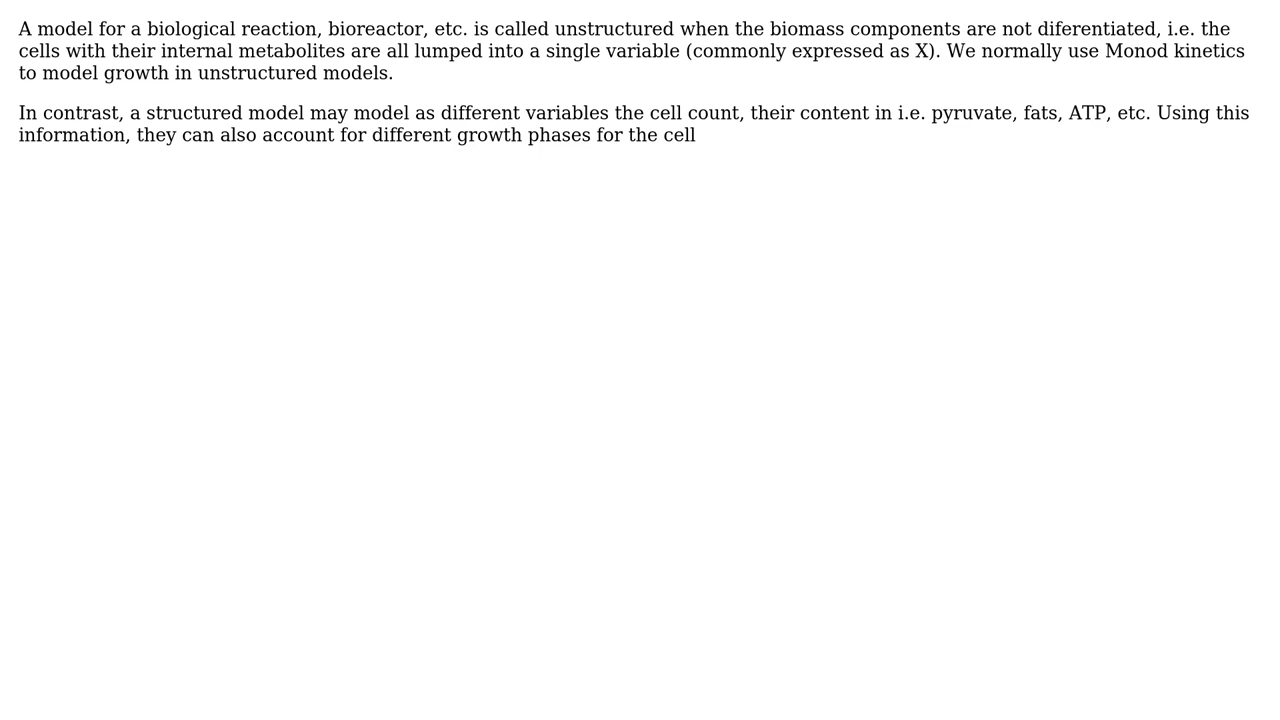 A model for a biological reaction, bioreactor, etc. is called unstructured when the biomass components are not diferentiated, i.e. the
cells with their internal metabolites are all lumped into a single variable (commonly expressed as X). We normally use Monod kinetics
to model growth in unstructured models.
In contrast, a structured model may model as different variables the cell count, their content in i.e. pyruvate, fats, ATP, etc. Using this
information, they can also account for different growth phases for the cell